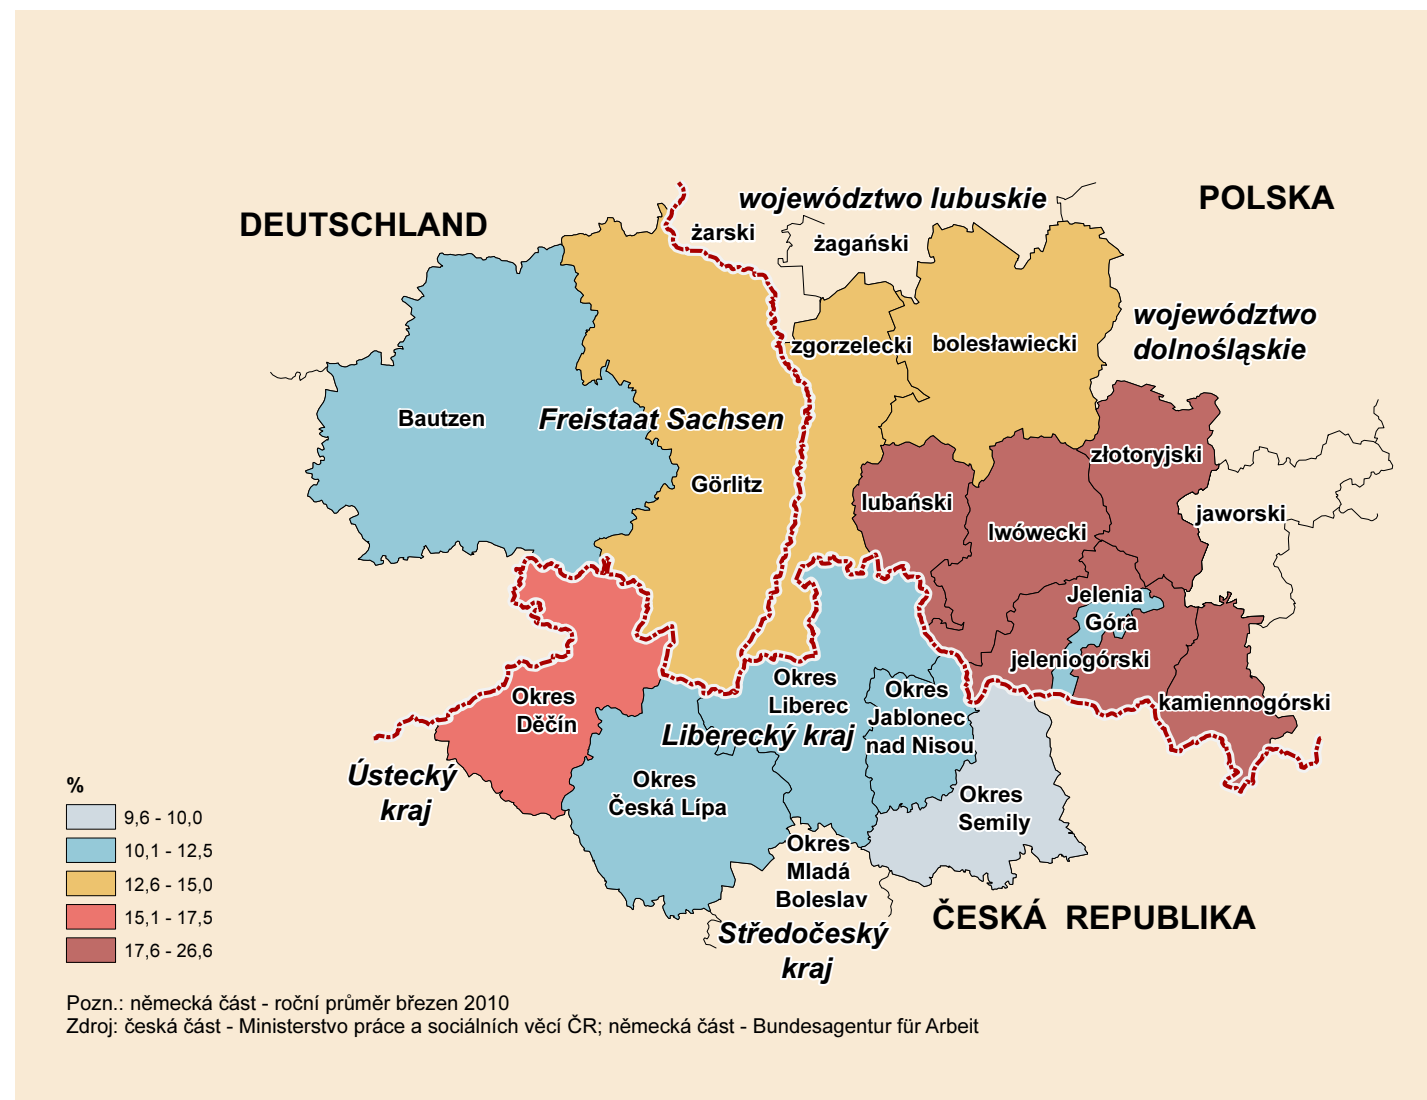 województwo lubuskie
POLSKA
DEUTSCHLAND
żarski
żagański
województwo
dolnośląskie
zgorzelecki
bolesławiecki
Bautzen
Freistaat Sachsen
złotoryjski
Görlitz
lubański
jaworski
lwówecki
Jelenia
Góra
jeleniogórski
Okres
Liberec
Okres
Jablonec
nad Nisou
Okres
Děčín
kamiennogórski
Liberecký kraj
Ústecký
kraj
Okres
Česká Lípa
Okres
Semily
Okres
Mladá
Boleslav
ČESKÁ REPUBLIKA
Středočeský
kraj
%
9,6 - 10,0
10,1 - 12,5
12,6 - 15,0
15,1 - 17,5
17,6 - 26,6
Pozn.: německá část - roční průměr březen 2010
Zdroj: česká část - Ministerstvo práce a sociálních věcí ČR; německá část - Bundesagentur für Arbeit